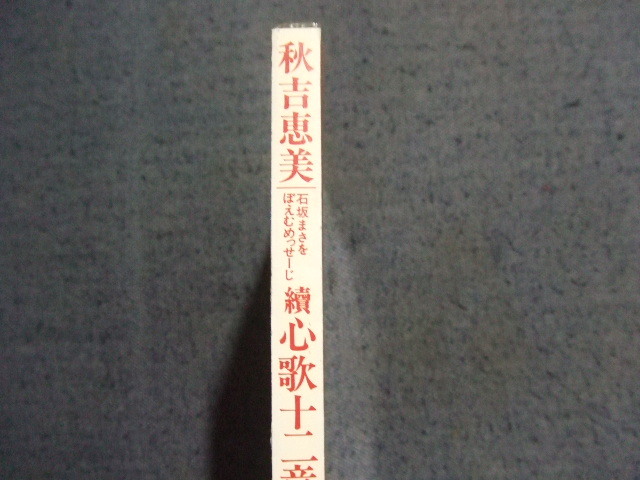 秋吉恵美
石坂まさを
ぽえむめっせーじ
續心歌十二章